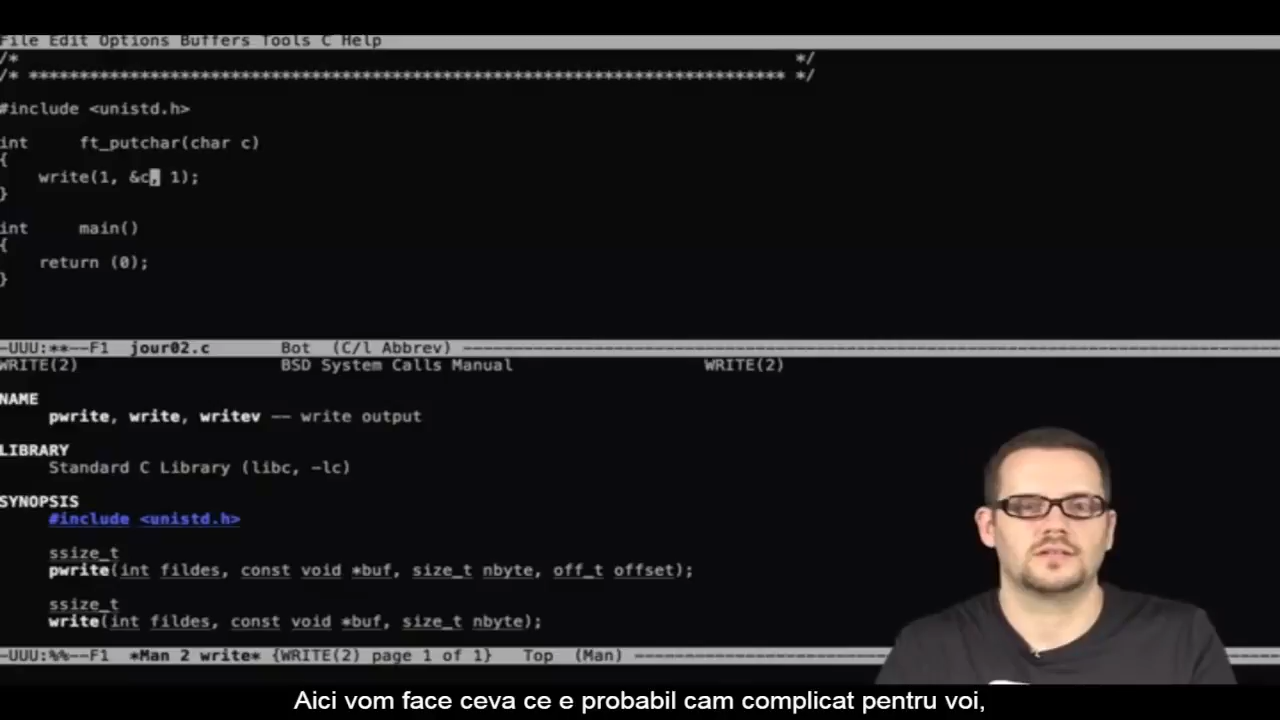 File Edit Options Buffers Tools C Help
/* */
/* **************************************************************************** */
#include <unistd.h>
int ft_putchar(char c)
{
write(1, &c, 1);
}
int main()
{
return (0);
}
-UUU:**--F1 jour02.c Bot (C/l Abbrev) ----------------------------------------
WRITE(2) BSD System Calls Manual WRITE(2)
NAME
pwrite, write, writev -- write output
LIBRARY
Standard C Library (libc, -lc)
SYNOPSIS
#include <unistd.h>
ssize_t
pwrite(int fildes, const void *buf, size_t nbyte, off_t offset);
ssize_t
write(int fildes, const void *buf, size_t nbyte);
-UUU:%%--F1 *Man 2 write* {WRITE(2) page 1 of 1} Top (Man) ----------------------------------------
Aici vom face ceva ce e probabil cam complicat pentru voi,